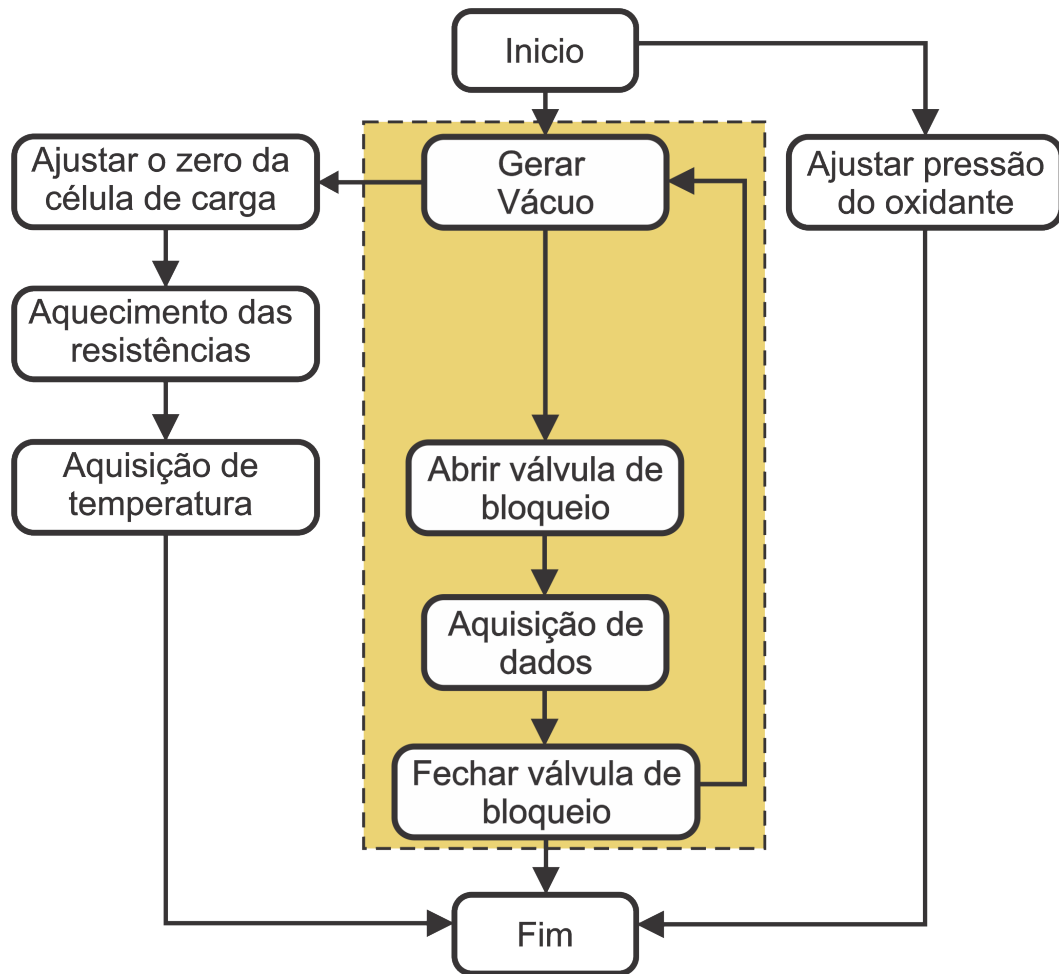 Inicio
Gerar
Vácuo
Ajustar o zero da
célula de carga
Ajustar pressão
do oxidante
Aquecimento das
resistências
Aquisição de
temperatura
Abrir válvula de
bloqueio
Aquisição de
dados
Fechar válvula de
bloqueio
Fim